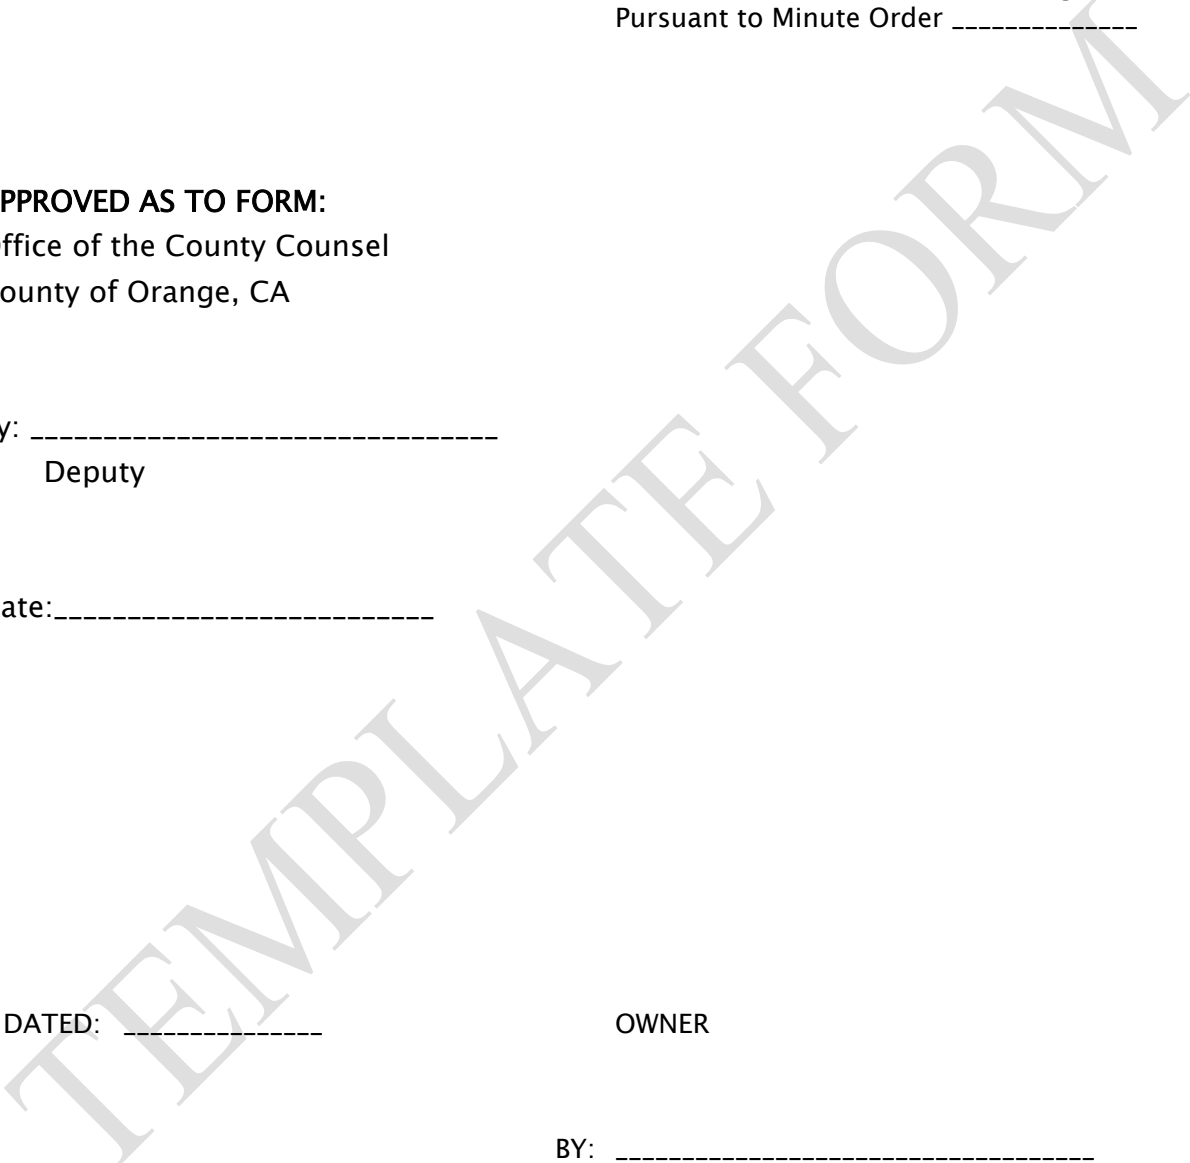 Pursuant to Minute Order ______________
PPROVED AS TO FORM:
ffice of the County Counsel
ounty of Orange, CA
y: ________________________________
Deputy
ate:__________________________
DATED: _______________ OWNER
BY: __________________________________
TEMPLATE FORM